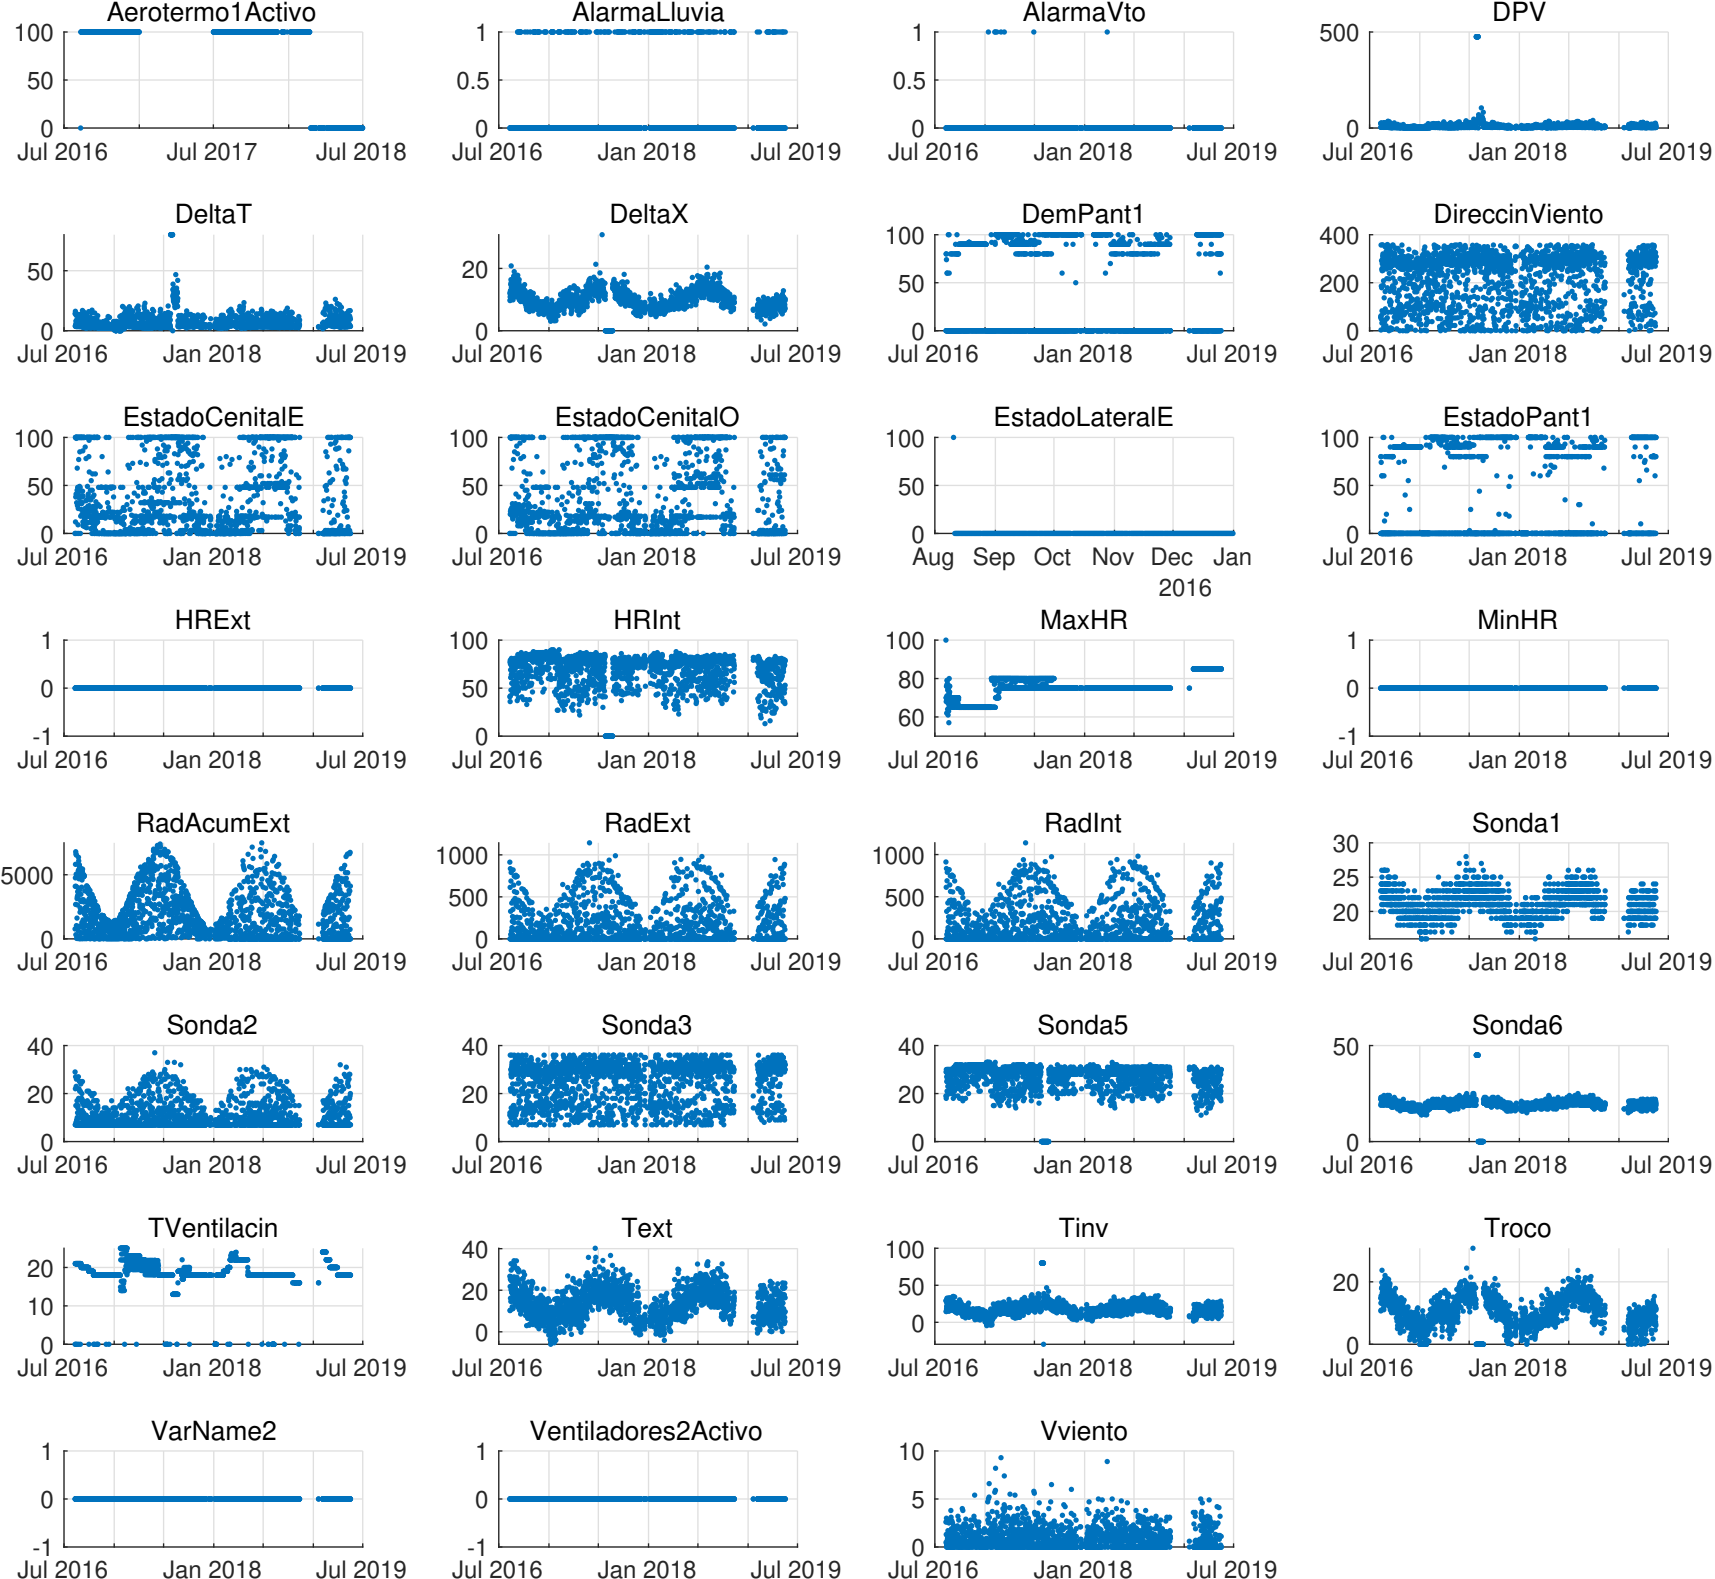 Aerotermo1Activo
100
50
0
Jul 2016 Jul 2017 Jul 2018
AlarmaLluvia
1
0.5
0
Jul 2016 Jan 2018 Jul 2019
AlarmaVto
1
0.5
0
Jul 2016 Jan 2018 Jul 2019
DPV
500
0
Jul 2016 Jan 2018 Jul 2019
DeltaT
50
0
Jul 2016 Jan 2018 Jul 2019
DeltaX
20
0
Jul 2016 Jan 2018 Jul 2019
DemPant1
100
50
0
Jul 2016 Jan 2018 Jul 2019
DireccinViento
400
200
0
Jul 2016 Jan 2018 Jul 2019
EstadoCenitalE
100
50
0
Jul 2016 Jan 2018 Jul 2019
EstadoCenitalO
100
50
0
Jul 2016 Jan 2018 Jul 2019
EstadoLateralE
100
50
0
Aug Sep Oct Nov Dec Jan
2016
EstadoPant1
100
50
0
Jul 2016 Jan 2018 Jul 2019
HRExt
1
0
-1
Jul 2016 Jan 2018 Jul 2019
HRInt
100
50
0
Jul 2016 Jan 2018 Jul 2019
MaxHR
100
80
60
Jul 2016 Jan 2018 Jul 2019
MinHR
1
0
-1
Jul 2016 Jan 2018 Jul 2019
RadAcumExt
5000
0
Jul 2016 Jan 2018 Jul 2019
RadExt
1000
500
0
Jul 2016 Jan 2018 Jul 2019
RadInt
1000
500
0
Jul 2016 Jan 2018 Jul 2019
Sonda1
30
25
20
Jul 2016 Jan 2018 Jul 2019
Sonda2
40
20
0
Jul 2016 Jan 2018 Jul 2019
Sonda3
40
20
0
Jul 2016 Jan 2018 Jul 2019
Sonda5
40
20
0
Jul 2016 Jan 2018 Jul 2019
Sonda6
50
0
Jul 2016 Jan 2018 Jul 2019
TVentilacin
20
10
0
Jul 2016 Jan 2018 Jul 2019
Text
40
20
0
Jul 2016 Jan 2018 Jul 2019
Tinv
100
50
0
Jul 2016 Jan 2018 Jul 2019
Troco
20
0
Jul 2016 Jan 2018 Jul 2019
VarName2
1
0
-1
Jul 2016 Jan 2018 Jul 2019
Ventiladores2Activo
1
0
-1
Jul 2016 Jan 2018 Jul 2019
Vviento
10
5
0
Jul 2016 Jan 2018 Jul 2019